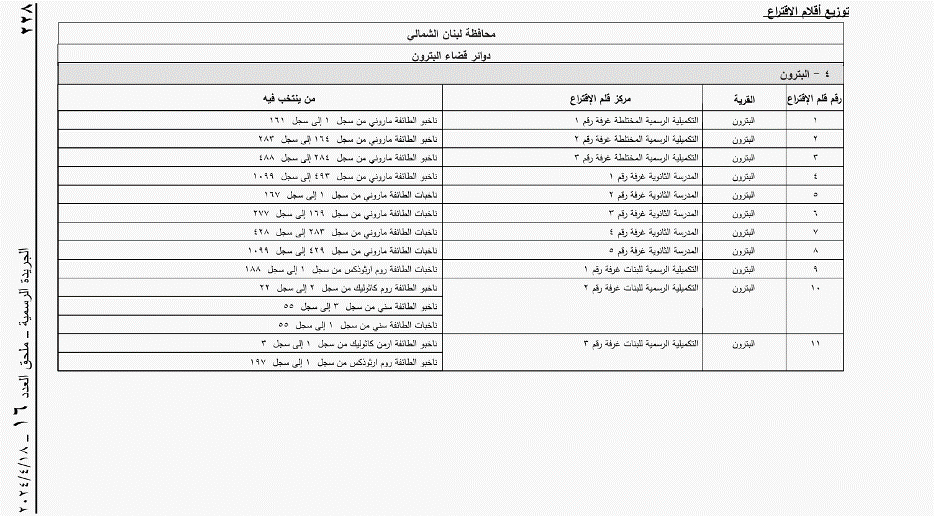 توزيع أقلام الاقتراع
محافظة لبنان الشمالي
دوائر قضاء البترون
٤ - البترون
رقم قلم الإقتراع القرية مركز قلم الإقتراع من ينتخب فيه
١ البترون التكميلية الرسمية المختلطة غرفة رقم ١ ناخبو الطائفة ماروني من سجل ١ إلى سجل ١٦١
٢ البترون التكميلية الرسمية المختلطة غرفة رقم ٢ ناخبو الطائفة ماروني من سجل ١٦٤ إلى سجل ٢٨٣
٣ البترون التكميلية الرسمية المختلطة غرفة رقم ٣ ناخبو الطائفة ماروني من سجل ٢٨٤ إلى سجل ٤٨٨
٤ البترون المدرسة الثانوية غرفة رقم ١ ناخبو الطائفة ماروني من سجل ٤٩٣ إلى سجل ١٠٩٩
٥ البترون المدرسة الثانوية غرفة رقم ٢ ناخبات الطائفة ماروني من سجل ١ إلى سجل ١٦٧
٦ البترون المدرسة الثانوية غرفة رقم ٣ ناخبات الطائفة ماروني من سجل ١٦٩ إلى سجل ٢٧٧
٧ البترون المدرسة الثانوية غرفة رقم ٤ ناخبات الطائفة ماروني من سجل ٢٨٣ إلى سجل ٤٢٨
٨ البترون المدرسة الثانوية غرفة رقم ٥ ناخبات الطائفة ماروني من سجل ٤٢٩ إلى سجل ١٠٩٩
٩ البترون التكميلية الرسمية للبنات غرفة رقم ١ ناخبات الطائفة روم ارثوذكس من سجل ١ إلى سجل ١٨٨
١٠ البترون التكميلية الرسمية للبنات غرفة رقم ٢ ناخبو الطائفة روم كاثوليك من سجل ٢ إلى سجل ٢٢
ناخبو الطائفة سني من سجل ٣ إلى سجل ٥٥
ناخبات الطائفة سني من سجل ١ إلى سجل ٥٥
١١ البترون التكميلية الرسمية للبنات غرفة رقم ٣ ناخبو الطائفة ارمن كاثوليك من سجل ١ إلى سجل ٣
ناخبو الطائفة روم ارثوذكس من سجل ١ إلى سجل ١٩٧
٢٢٨
الجريدة الرسمية ـ ملحق العدد ١٦ ـ ٢٠٢٤/٤/١٨